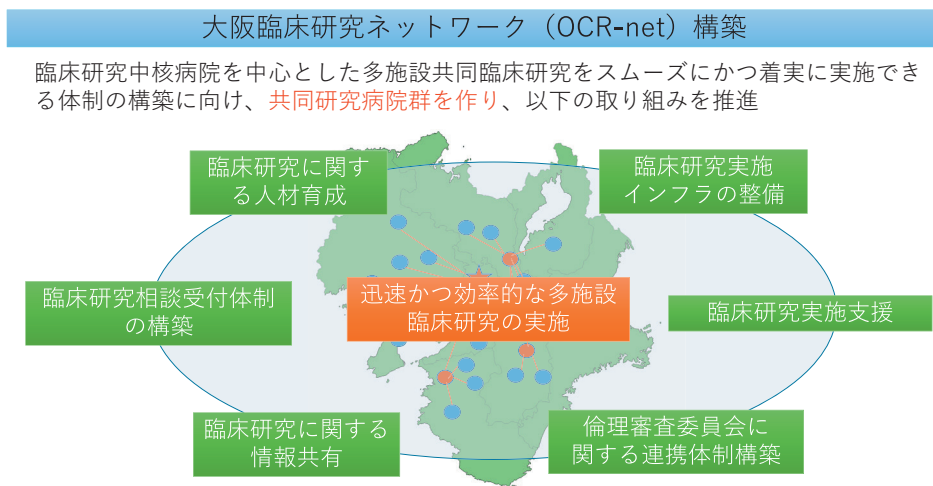 大阪臨床研究ネットワーク（OCR-net）構築
臨床研究中核病院を中心とした多施設共同臨床研究をスムーズにかつ着実に実施でき
る体制の構築に向け、共同研究病院群を作り、以下の取り組みを推進
臨床研究に関す
る人材育成
臨床研究実施
インフラの整備
臨床研究相談受付体制
の構築
迅速かつ効率的な多施設
臨床研究の実施
臨床研究実施支援
臨床研究に関する
情報共有
倫理審査委員会に
関する連携体制構築